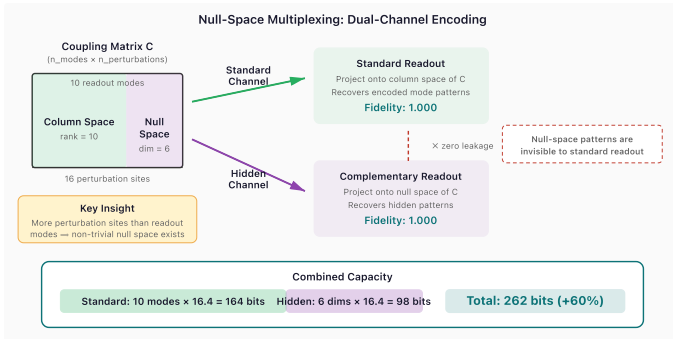 Null-Space Multiplexing: Dual-Channel Encoding
Coupling Matrix C
(n_modes × n_perturbations)
10 readout modes
Column Space
rank = 10
Null
Space
dim = 6
16 perturbation sites
Key Insight
More perturbation sites than readout
modes — non-trivial null space exists
Standard
Channel
Hidden
Channel
Standard Readout
Project onto column space of C
Recovers encoded mode patterns
Fidelity: 1.000
× zero leakage
Null-space patterns are
invisible to standard readout
Complementary Readout
Project onto null space of C
Recovers hidden patterns
Fidelity: 1.000
Combined Capacity
Standard: 10 modes × 16.4 = 164 bits
Hidden: 6 dims × 16.4 = 98 bits
Total: 262 bits (+60%)